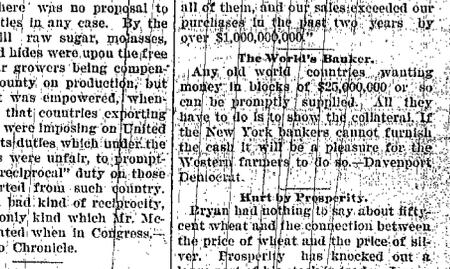 here was no proposal to
ties in any case. By the
ill raw sugar, molasses,
d hides were upon the free
ar growers being compen-
ounty on production, but
t was empowered, when-
that countries exporting
were imposing on United
ts duties which under the
s were unfair, to prompt-
reciprocal" duty on those
rted from such country.
bad kind of reciprocity,
only kind which Mr. Mc-
nted when in Congress,—
o Chronicle.
all of them, and our sales exceeded our
purchases in the past two years by
over $1,000,000,000."
The World's Banker.
Any old world countries wanting
money in blocks of $25,000,000 or so
can be promptly supplied. All they
have to do is to show the collateral. If
the New York bankers cannot furnish
the cash it will be a pleasure for the
Western farmers to do so.—Davenport
Democrat.
Hurt by Prosperity.
Bryan had nothing to say about fifty-
cent wheat and the connection between
the price of wheat and the price of sil-
ver. Prosperity has knocked out a